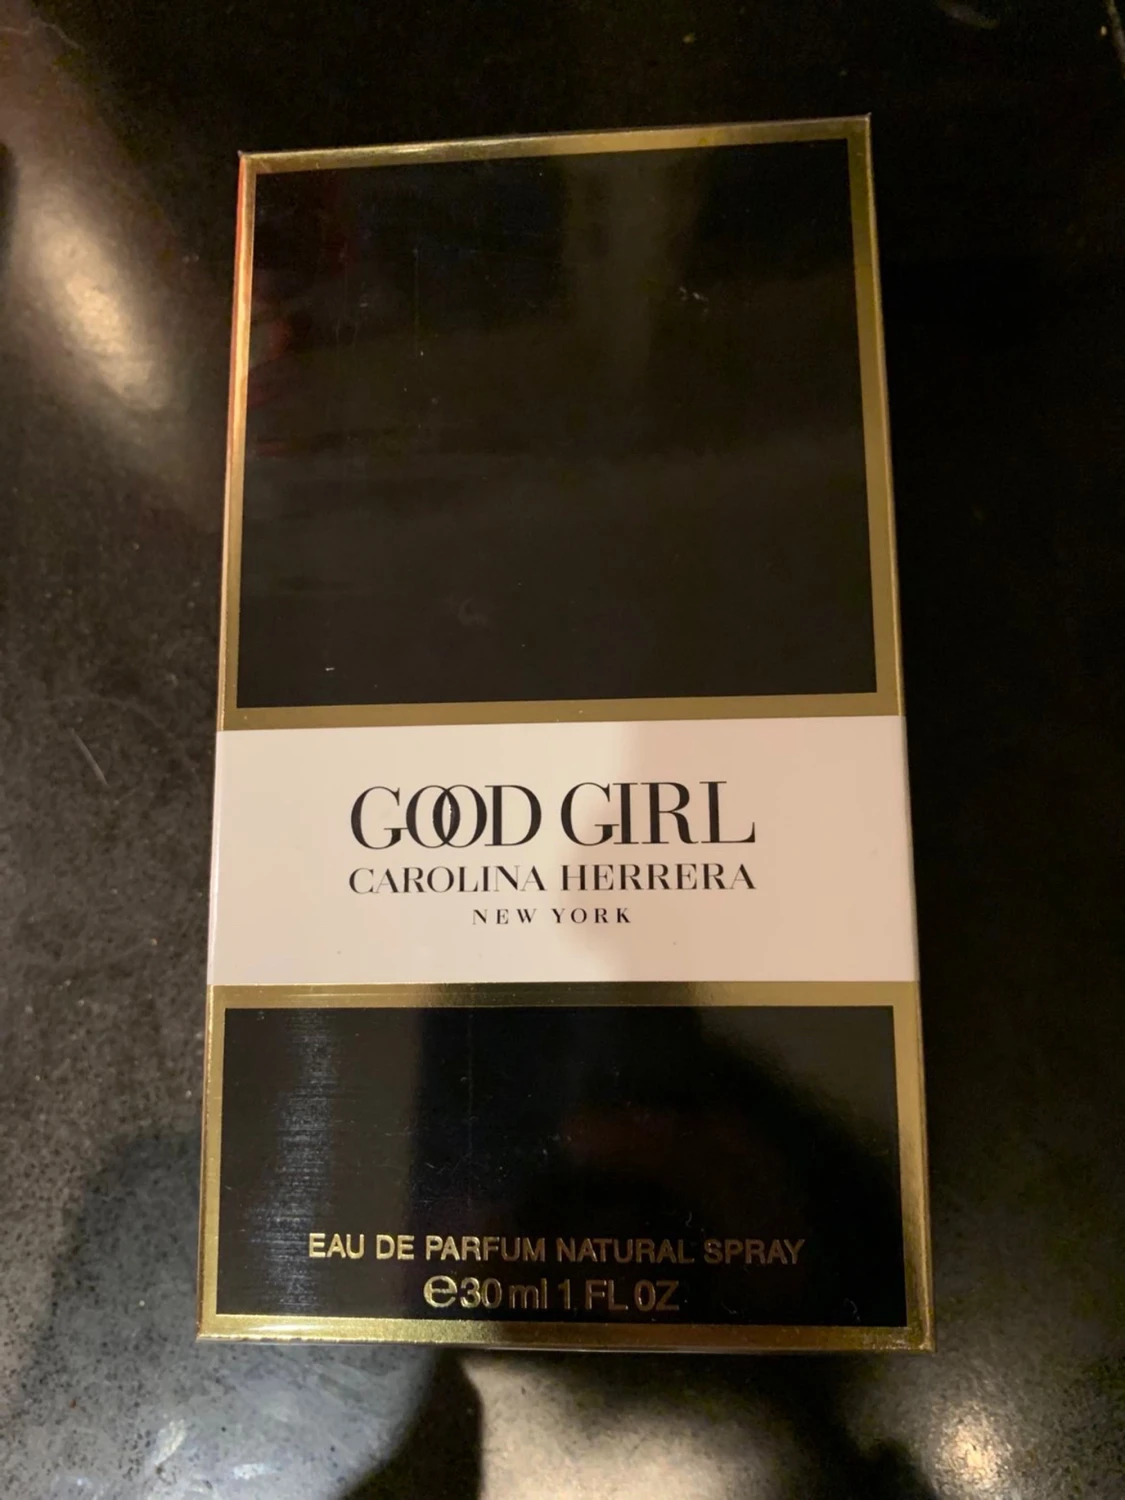 GOOD GIRL
CAROLINA HERRERA
NEW YORK
EAU DE PARFUM NATURAL SPRAY
℮30 ml 1 FL OZ